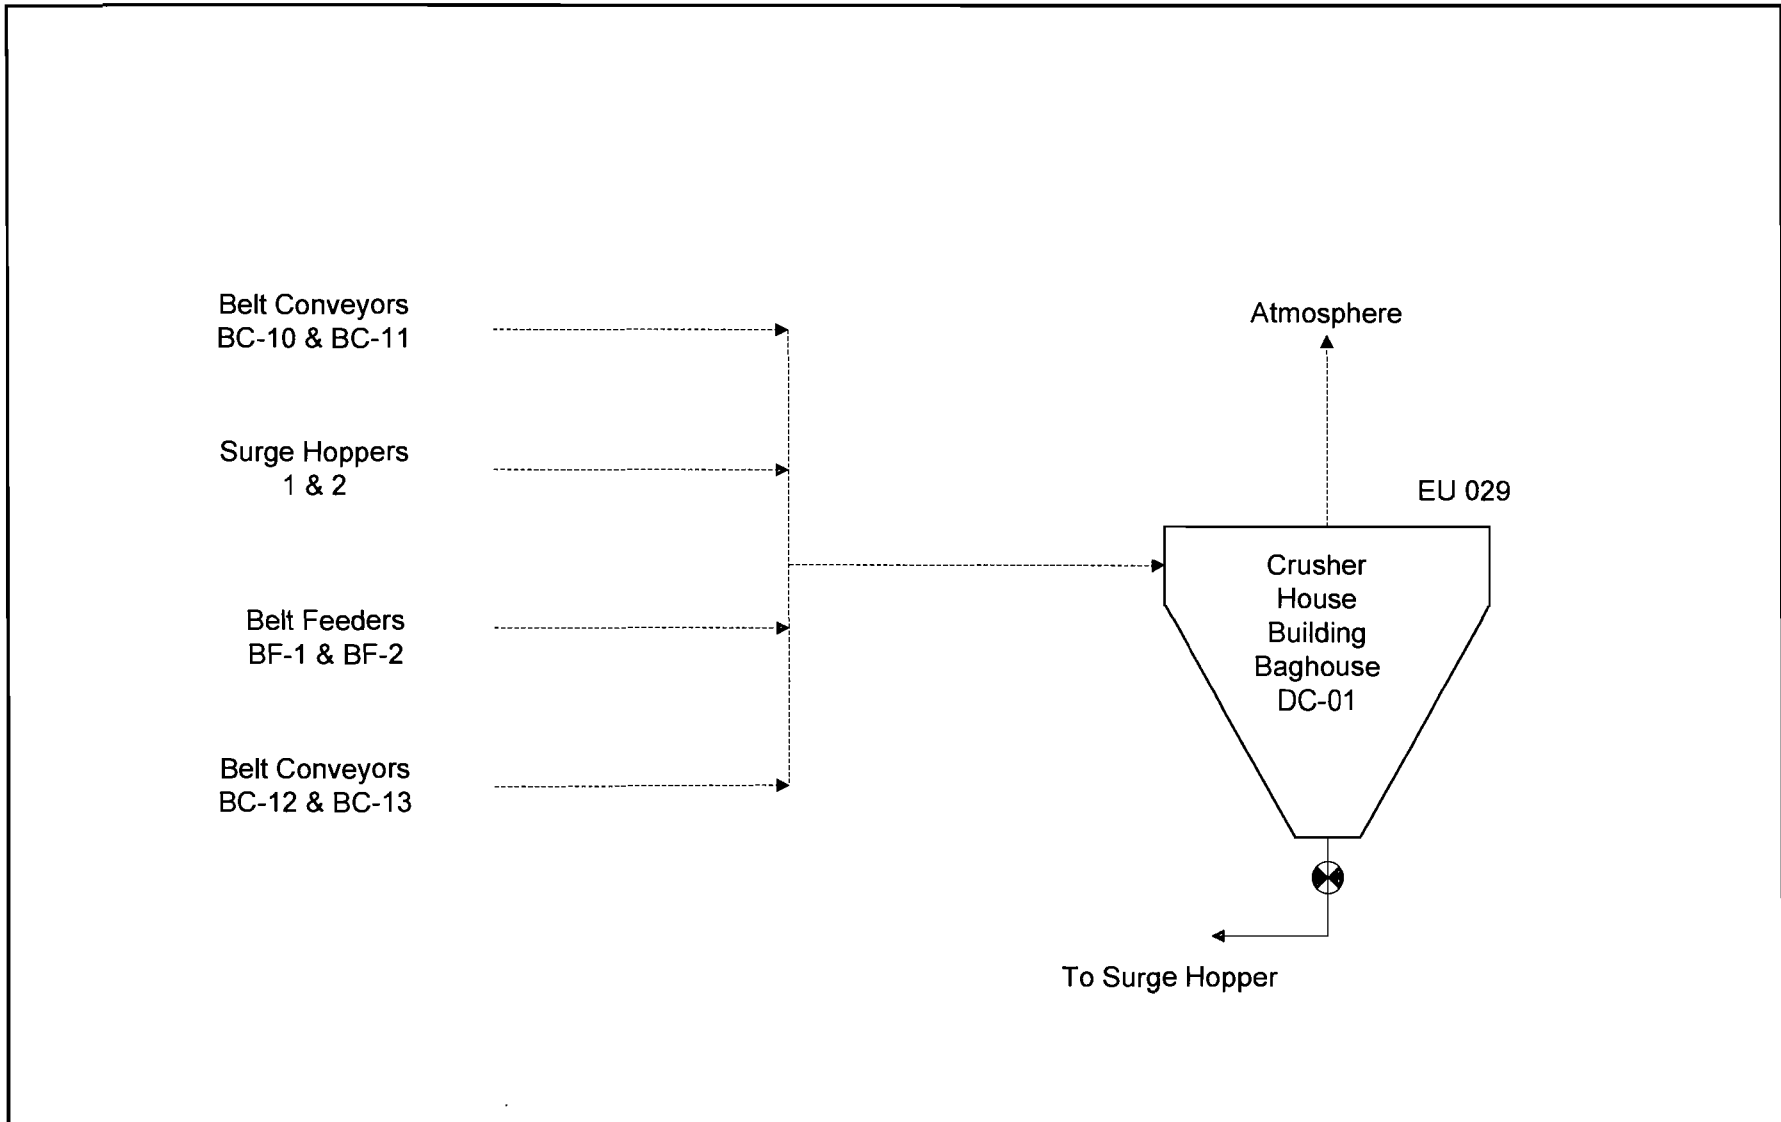 Belt Conveyors
BC-10 & BC-11
Surge Hoppers
1 & 2
Belt Feeders
BF-1 & BF-2
Belt Conveyors
BC-12 & BC-13
Atmosphere
EU 029
Crusher
House
Building
Baghouse
DC-01
To Surge Hopper